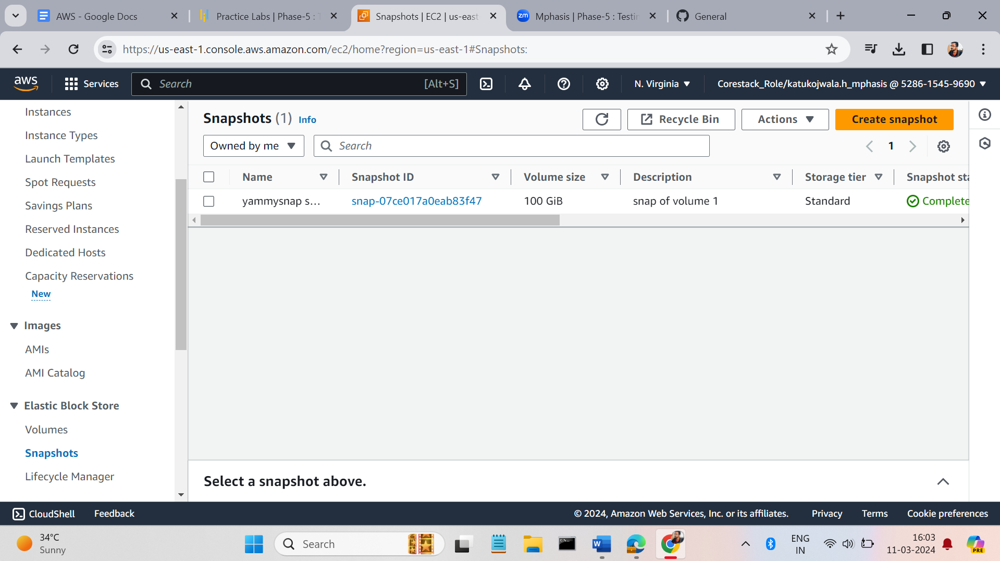 AWS - Google Docs
Practice Labs | Phase-5 :
Snapshots | EC2 | us-east
zm
Mphasis | Phase-5 : Testin
General
https://us-east-1.console.aws.amazon.com/ec2/home?region=us-east-1#Snapshots:
aws
Services
Search
[Alt+S]
N. Virginia
Corestack_Role/katukojwala.h_mphasis @ 5286-1545-9690
Instances
Instance Types
Launch Templates
Spot Requests
Savings Plans
Reserved Instances
Dedicated Hosts
Capacity Reservations
New
Images
AMIs
AMI Catalog
Elastic Block Store
Volumes
Snapshots
Lifecycle Manager
Snapshots (1) Info
Recycle Bin
Actions
Create snapshot
Owned by me
Search
1
Name Snapshot ID Volume size Description Storage tier Snapshot sta
yammysnap s... snap-07ce017a0eab83f47 100 GiB snap of volume 1 Standard Complete
Select a snapshot above.
CloudShell Feedback © 2024, Amazon Web Services, Inc. or its affiliates. Privacy Terms Cookie preferences
34°C
Sunny
Search
W
ENG
IN
16:03
11-03-2024
PRE